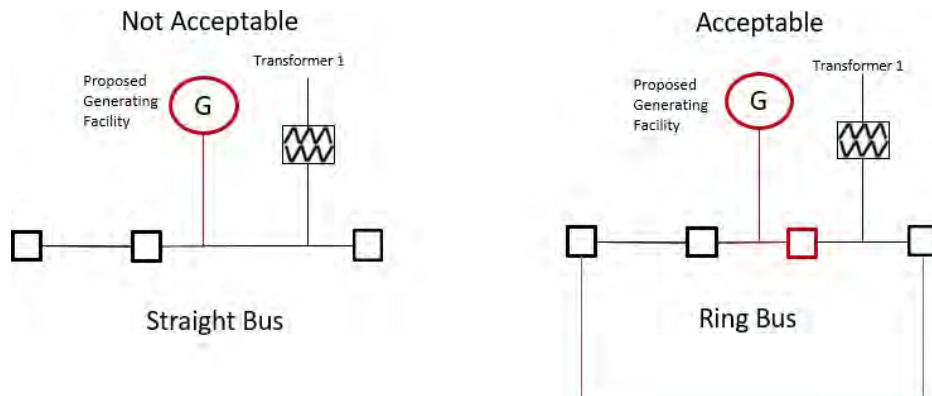 Not Acceptable
Transformer 1
Proposed
Generating
Facility
G
Straight Bus
Acceptable
Transformer 1
Proposed
Generating
Facility
G
Ring Bus